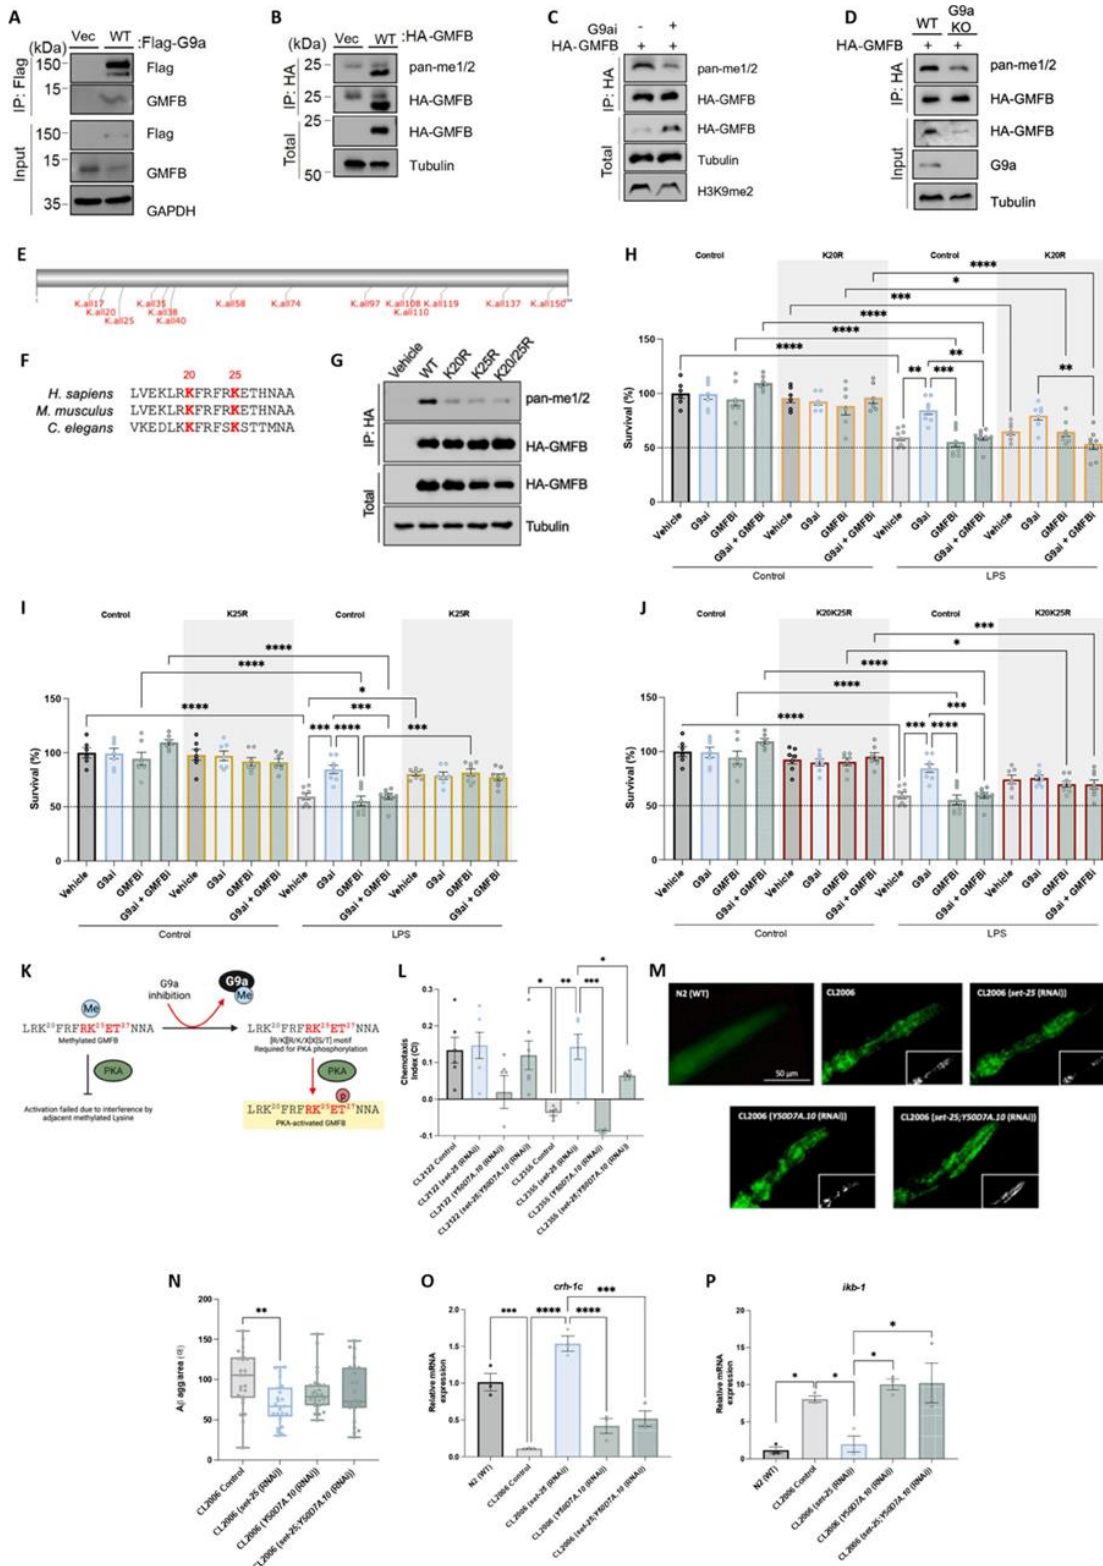 A
(kDa)
Vec
WT
:Flag-G9a
IP: Flag
150
Flag
15
GMFB
Input
150
Flag
15
GMFB
35
GAPDH
B
(kDa)
Vec
WT
:HA-GMFB
IP: HA
25
pan-me1/2
25
HA-GMFB
Total
25
HA-GMFB
50
Tubulin
C
G9ai
-
+
HA-GMFB
+
+
IP: HA
pan-me1/2
HA-GMFB
Total
HA-GMFB
Tubulin
H3K9me2
D
WT
G9a
KO
HA-GMFB
+
+
IP: HA
pan-me1/2
HA-GMFB
Input
HA-GMFB
G9a
Tubulin
E
K.all17
K.all20
K.all25
K.all35
K.all38
K.all40
K.all58
K.all74
K.all97
K.all108
K.all110
K.all119
K.all137
K.all150
F
20 25
H. sapiens LVEKLRKFRFRKETHNAA
M. musculus LVEKLRKFRFRKETHNAA
C. elegans VKEDLKKFRFSKSTTMNA
G
Vehicle
WT
K20R
K25R
K20/25R
IP: HA
pan-me1/2
HA-GMFB
Total
HA-GMFB
Tubulin
H
Control
K20R
Control
K20R
****
*
***
****
****
****
**
**
***
**
Survival (%)
150
100
50
0
Vehicle
G9ai
GMFBi
G9ai + GMFBi
Vehicle
G9ai
GMFBi
G9ai + GMFBi
Vehicle
G9ai
GMFBi
G9ai + GMFBi
Vehicle
G9ai
GMFBi
G9ai + GMFBi
Control
LPS
I
Control
K25R
Control
K25R
****
****
*
****
***
***
****
***
Survival (%)
150
100
50
0
Vehicle
G9ai
GMFBi
G9ai + GMFBi
Vehicle
G9ai
GMFBi
G9ai + GMFBi
Vehicle
G9ai
GMFBi
G9ai + GMFBi
Vehicle
G9ai
GMFBi
G9ai + GMFBi
Control
LPS
J
Control
K20K25R
Control
K20K25R
***
*
****
****
****
***
***
****
Survival (%)
150
100
50
0
Vehicle
G9ai
GMFBi
G9ai + GMFBi
Vehicle
G9ai
GMFBi
G9ai + GMFBi
Vehicle
G9ai
GMFBi
G9ai + GMFBi
Vehicle
G9ai
GMFBi
G9ai + GMFBi
Control
LPS
K
Me
G9a
inhibition
G9a
Me
LRK²⁰FRFRK²⁵ET²⁷NNA
Methylated GMFB
LRK²⁰FRFRK²⁵ET²⁷NNA
[R/K][R/K/X][X][S/T] motif
Required for PKA phosphorylation
PKA
PKA
P
Activation failed due to interference by
adjacent methylated Lysine
LRK²⁰FRFRK²⁵ET²⁷NNA
PKA-activated GMFB
L
*
*
**
***
Chemotaxis
Index (CI)
0.3
0.2
0.1
0.0
-0.1
CL2122 Control
CL2122 (set-25 (RNAi))
CL2122 (Y50D7A.10 (RNAi))
CL2122 (set-25;Y50D7A.10 (RNAi))
CL2355 Control
CL2355 (set-25 (RNAi))
CL2355 (Y50D7A.10 (RNAi))
CL2355 (set-25;Y50D7A.10 (RNAi))
M
N2 (WT)
50 μm
CL2006
CL2006 (set-25 (RNAi))
CL2006 (Y50D7A.10 (RNAi))
CL2006 (set-25;Y50D7A.10 (RNAi))
N
**
200
150
100
50
0
CL2006 Control
CL2006 (set-25 (RNAi))
CL2006 (Y50D7A.10 (RNAi))
CL2006 (set-25;Y50D7A.10 (RNAi))
O
crh-1c
***
***
****
****
Relative mRNA
expression
2.0
1.5
1.0
0.5
0.0
N2 (WT)
CL2006 Control
CL2006 (set-25 (RNAi))
CL2006 (Y50D7A.10 (RNAi))
CL2006 (set-25;Y50D7A.10 (RNAi))
P
ikb-1
*
*
*
*
Relative mRNA
expression
15
10
5
0
N2 (WT)
CL2006 Control
CL2006 (set-25 (RNAi))
CL2006 (Y50D7A.10 (RNAi))
CL2006 (set-25;Y50D7A.10 (RNAi))